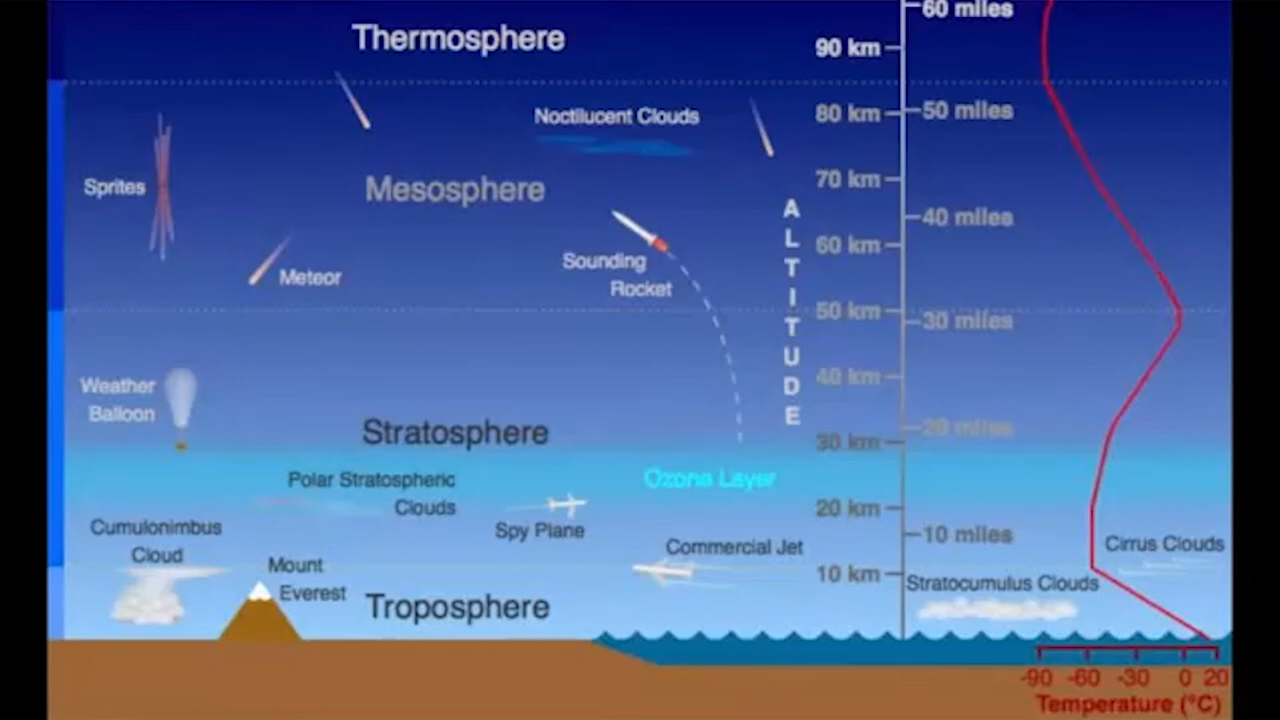 60 miles
Thermosphere
90 km
Noctilucent Clouds
80 km
50 miles
Sprites
Mesosphere
70 km
ALTITUDE
40 miles
60 km
Sounding
Rocket
Meteor
50 km
30 miles
Weather
Balloon
40 km
Stratosphere
20 miles
30 km
Polar Stratospheric
Clouds
Ozone Layer
20 km
Spy Plane
Cumulonimbus
Cloud
10 miles
Commercial Jet
Cirrus Clouds
Mount
Everest
10 km
Stratocumulus Clouds
Troposphere
-90 -60 -30 0 20
Temperature (°C)